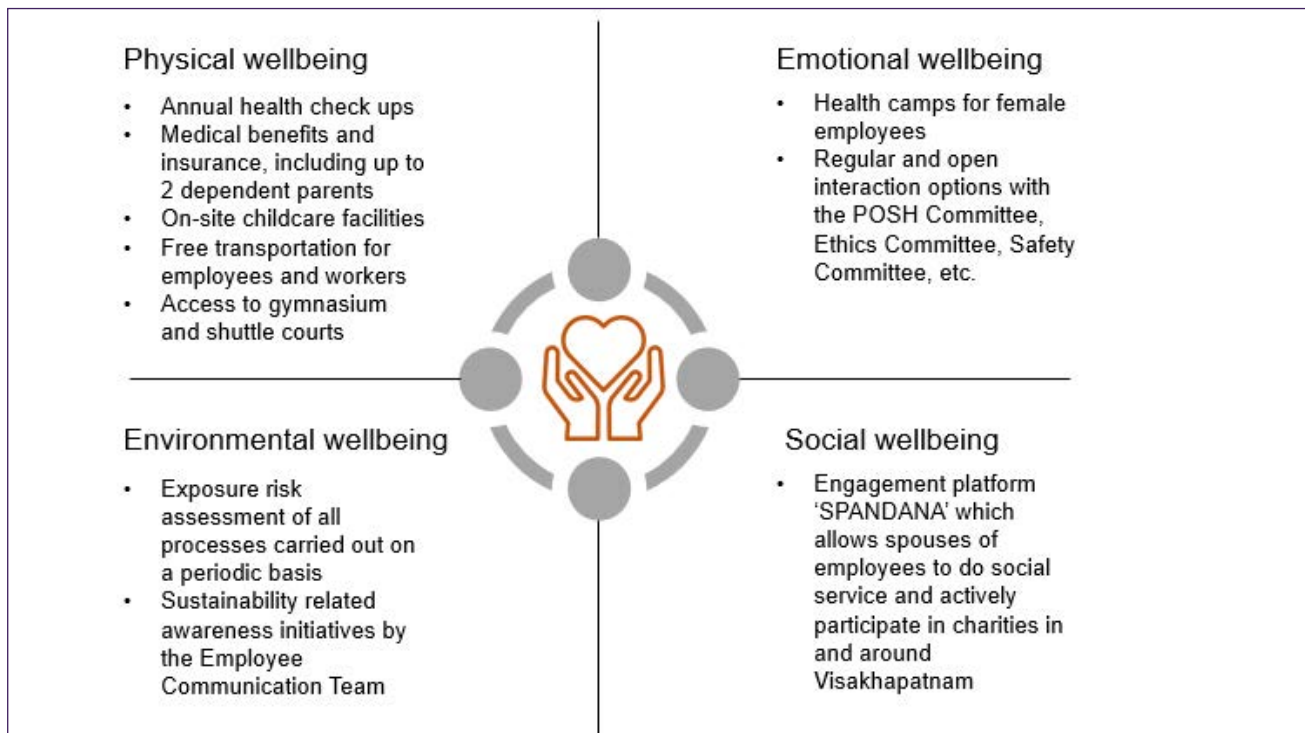 Physical wellbeing
• Annual health check ups
• Medical benefits and
insurance, including up to
2 dependent parents
• On-site childcare facilities
• Free transportation for
employees and workers
• Access to gymnasium
and shuttle courts
Emotional wellbeing
• Health camps for female
employees
• Regular and open
interaction options with
the POSH Committee,
Ethics Committee, Safety
Committee, etc.
Environmental wellbeing
• Exposure risk
assessment of all
processes carried out on
a periodic basis
• Sustainability related
awareness initiatives by
the Employee
Communication Team
Social wellbeing
• Engagement platform
‘SPANDANA’ which
allows spouses of
employees to do social
service and actively
participate in charities in
and around
Visakhapatnam